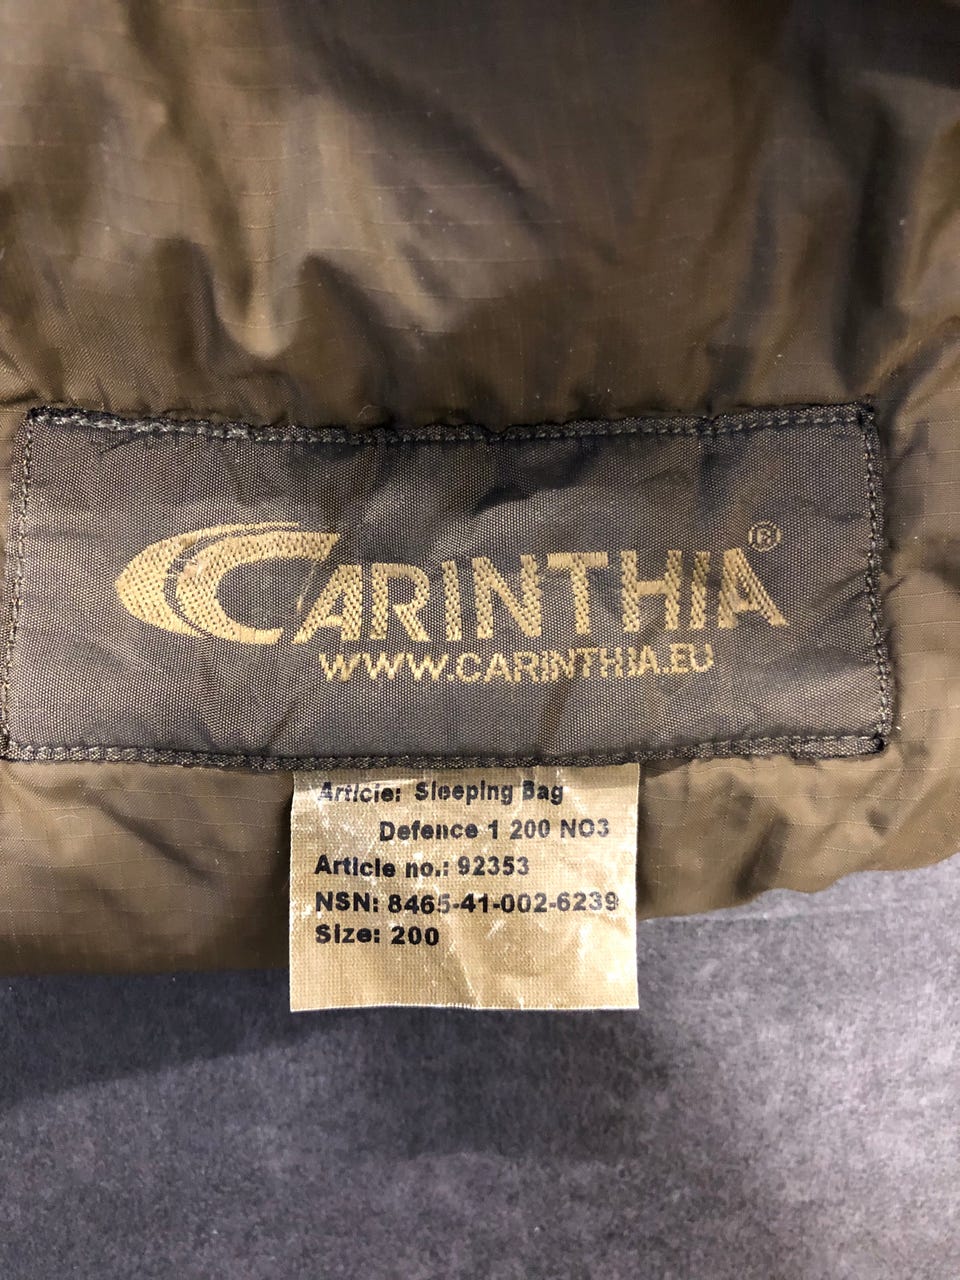 CARINTHIA®
WWW.CARINTHIA.EU
Article: Sleeping Bag
Defence 1 200 NO3
Article no.: 92353
NSN: 8465-41-002-6239
Size: 200